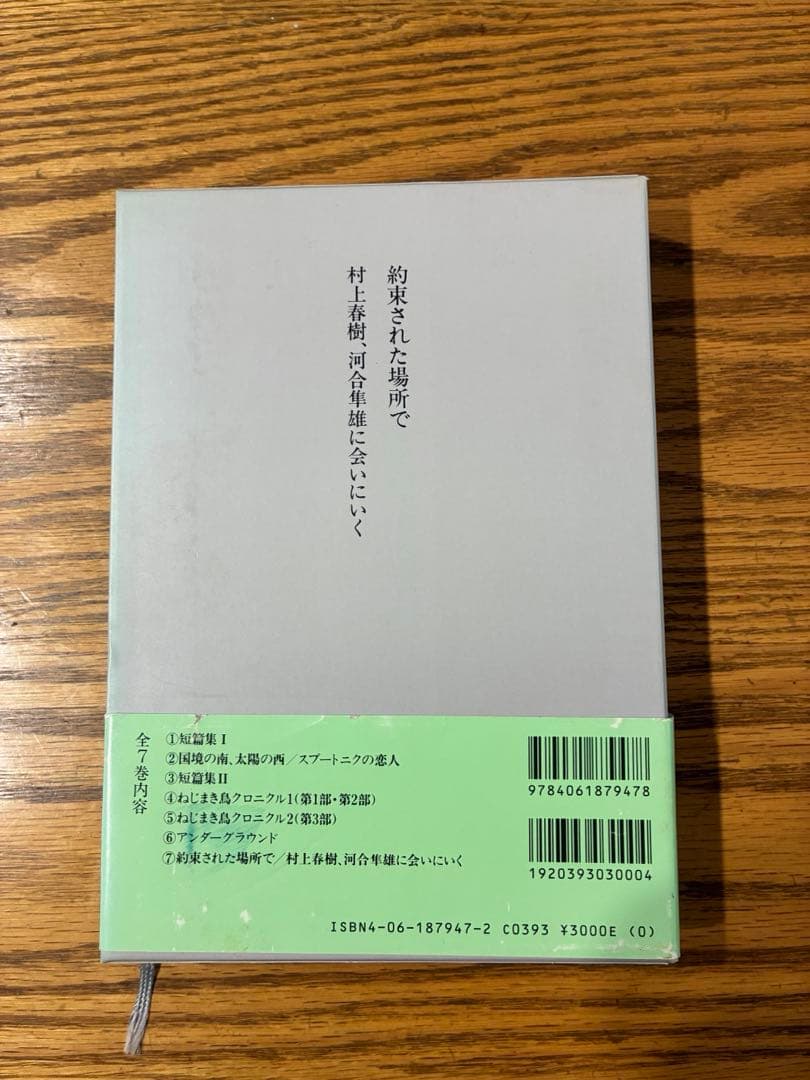 約束された場所で
村上春樹、河合隼雄に会いにいく
全7巻内容
①短篇集Ⅰ
②国境の南、太陽の西／スプートニクの恋人
③短篇集Ⅱ
④ねじまき鳥クロニクル1(第1部・第2部)
⑤ねじまき鳥クロニクル2(第3部)
⑥アンダーグラウンド
⑦約束された場所で／村上春樹、河合隼雄に会いにいく
9784061879478
1920393030004
ISBN4-06-187947-2 C0393 ¥3000E (0)